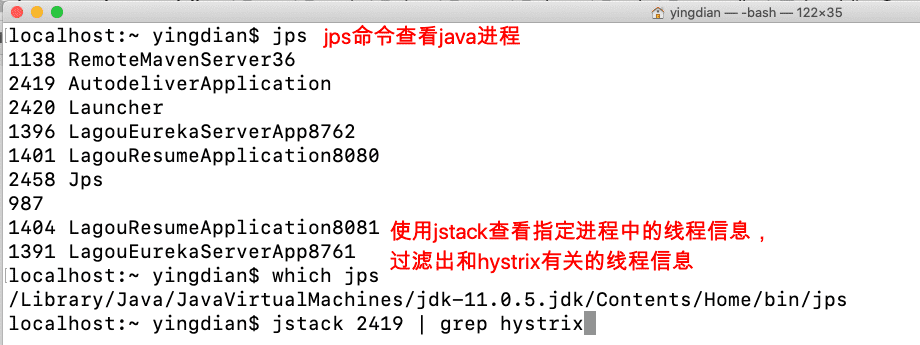 yingdian — -bash — 122×35
localhost:~ yingdian$ jps jps命令查看java进程
1138 RemoteMavenServer36
2419 AutodeliverApplication
2420 Launcher
1396 LagouEurekaServerApp8762
1401 LagouResumeApplication8080
2458 Jps
987
1404 LagouResumeApplication8081 使用jstack查看指定进程中的线程信息，
1391 LagouEurekaServerApp8761 过滤出和hystrix有关的线程信息
localhost:~ yingdian$ which jps
/Library/Java/JavaVirtualMachines/jdk-11.0.5.jdk/Contents/Home/bin/jps
localhost:~ yingdian$ jstack 2419 | grep hystrix